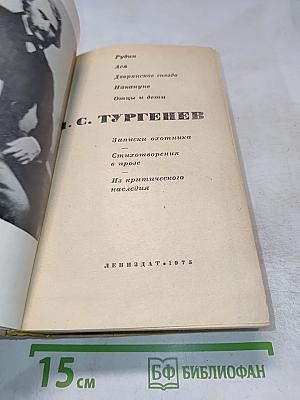 Рудин
Ася
Дворянское гнездо
Накануне
Отцы и дети
И. С. ТУРГЕНЕВ
Записки охотника
—
Стихотворения
в прозе
—
Из критического
наследия
ЛЕНИЗДАТ • 1975
15 см
БФ БИБЛИОФАН